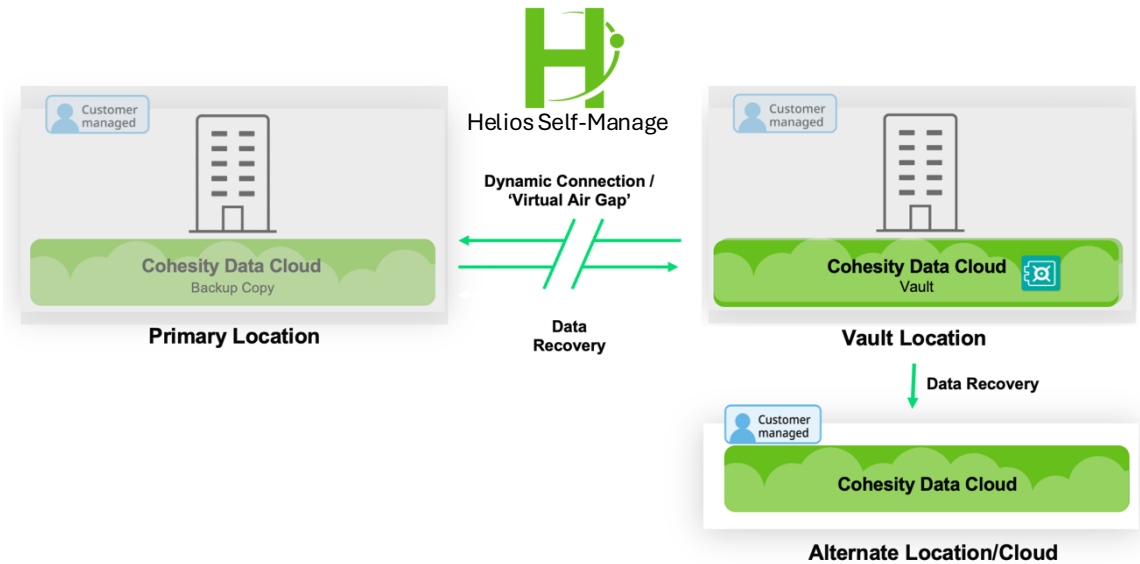 H
Helios Self-Manage
Customer
managed
Customer
managed
Dynamic Connection /
'Virtual Air Gap'
Cohesity Data Cloud
Backup Copy
Cohesity Data Cloud
Vault
Primary Location
Data
Recovery
Vault Location
Data Recovery
Customer
managed
Cohesity Data Cloud
Alternate Location/Cloud